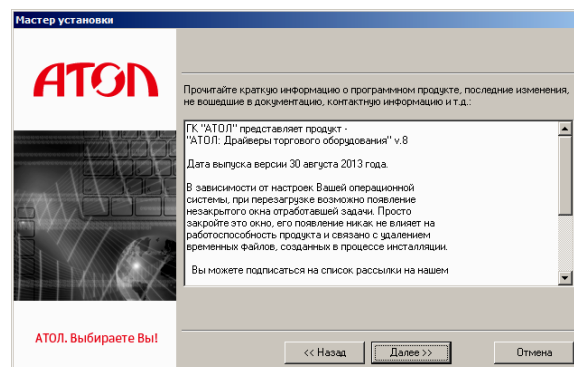 Мастер установки
АТОЛ
Прочитайте краткую информацию о программном продукте, последние изменения,
не вошедшие в документацию, контактную информацию и т.д.:
ГК "АТОЛ" представляет продукт -
"АТОЛ: Драйверы торгового оборудования" v.8
Дата выпуска версии 30 августа 2013 года.
В зависимости от настроек Вашей операционной
системы, при перезагрузке возможно появление
незакрытого окна отработавшей задачи. Просто
закройте это окно, его появление никак не влияет на
работоспособность продукта и связано с удалением
временных файлов, созданных в процессе инсталляции.
Вы можете подписаться на список рассылки на нашем
АТОЛ. Выбираете Вы!
<< Назад
Далее >>
Отмена